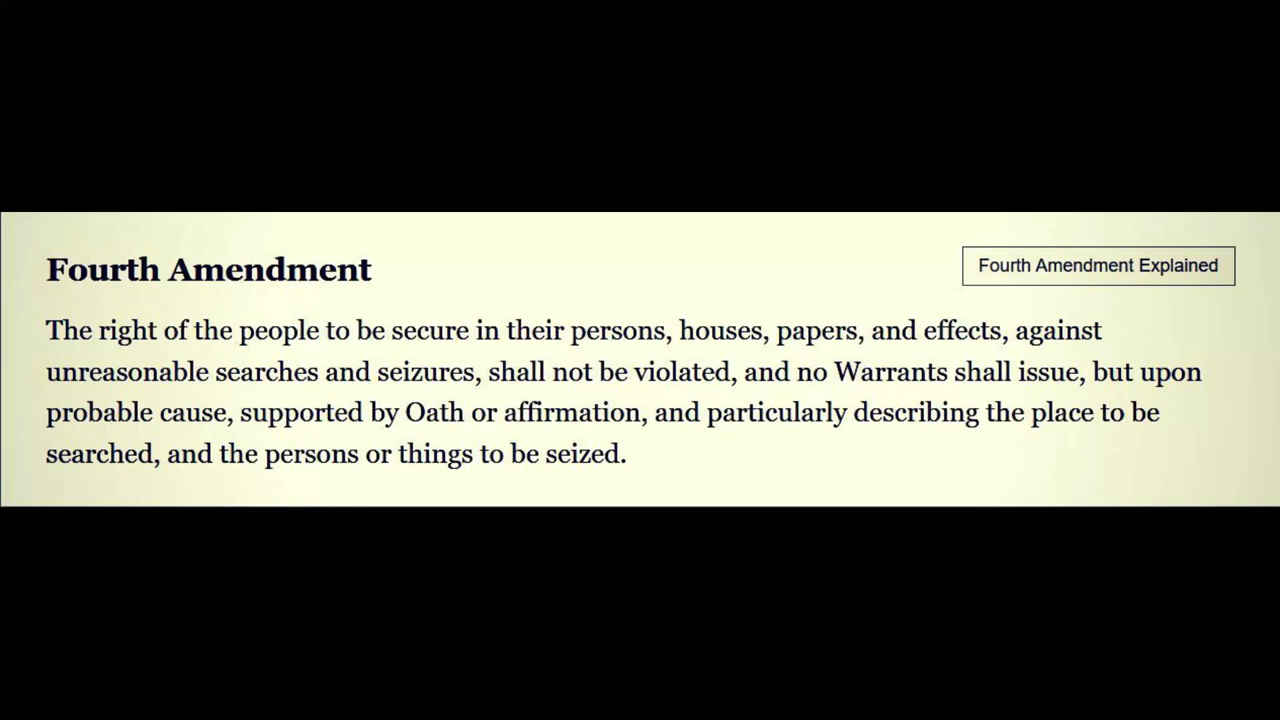 Fourth Amendment
Fourth Amendment Explained
The right of the people to be secure in their persons, houses, papers, and effects, against
unreasonable searches and seizures, shall not be violated, and no Warrants shall issue, but upon
probable cause, supported by Oath or affirmation, and particularly describing the place to be
searched, and the persons or things to be seized.